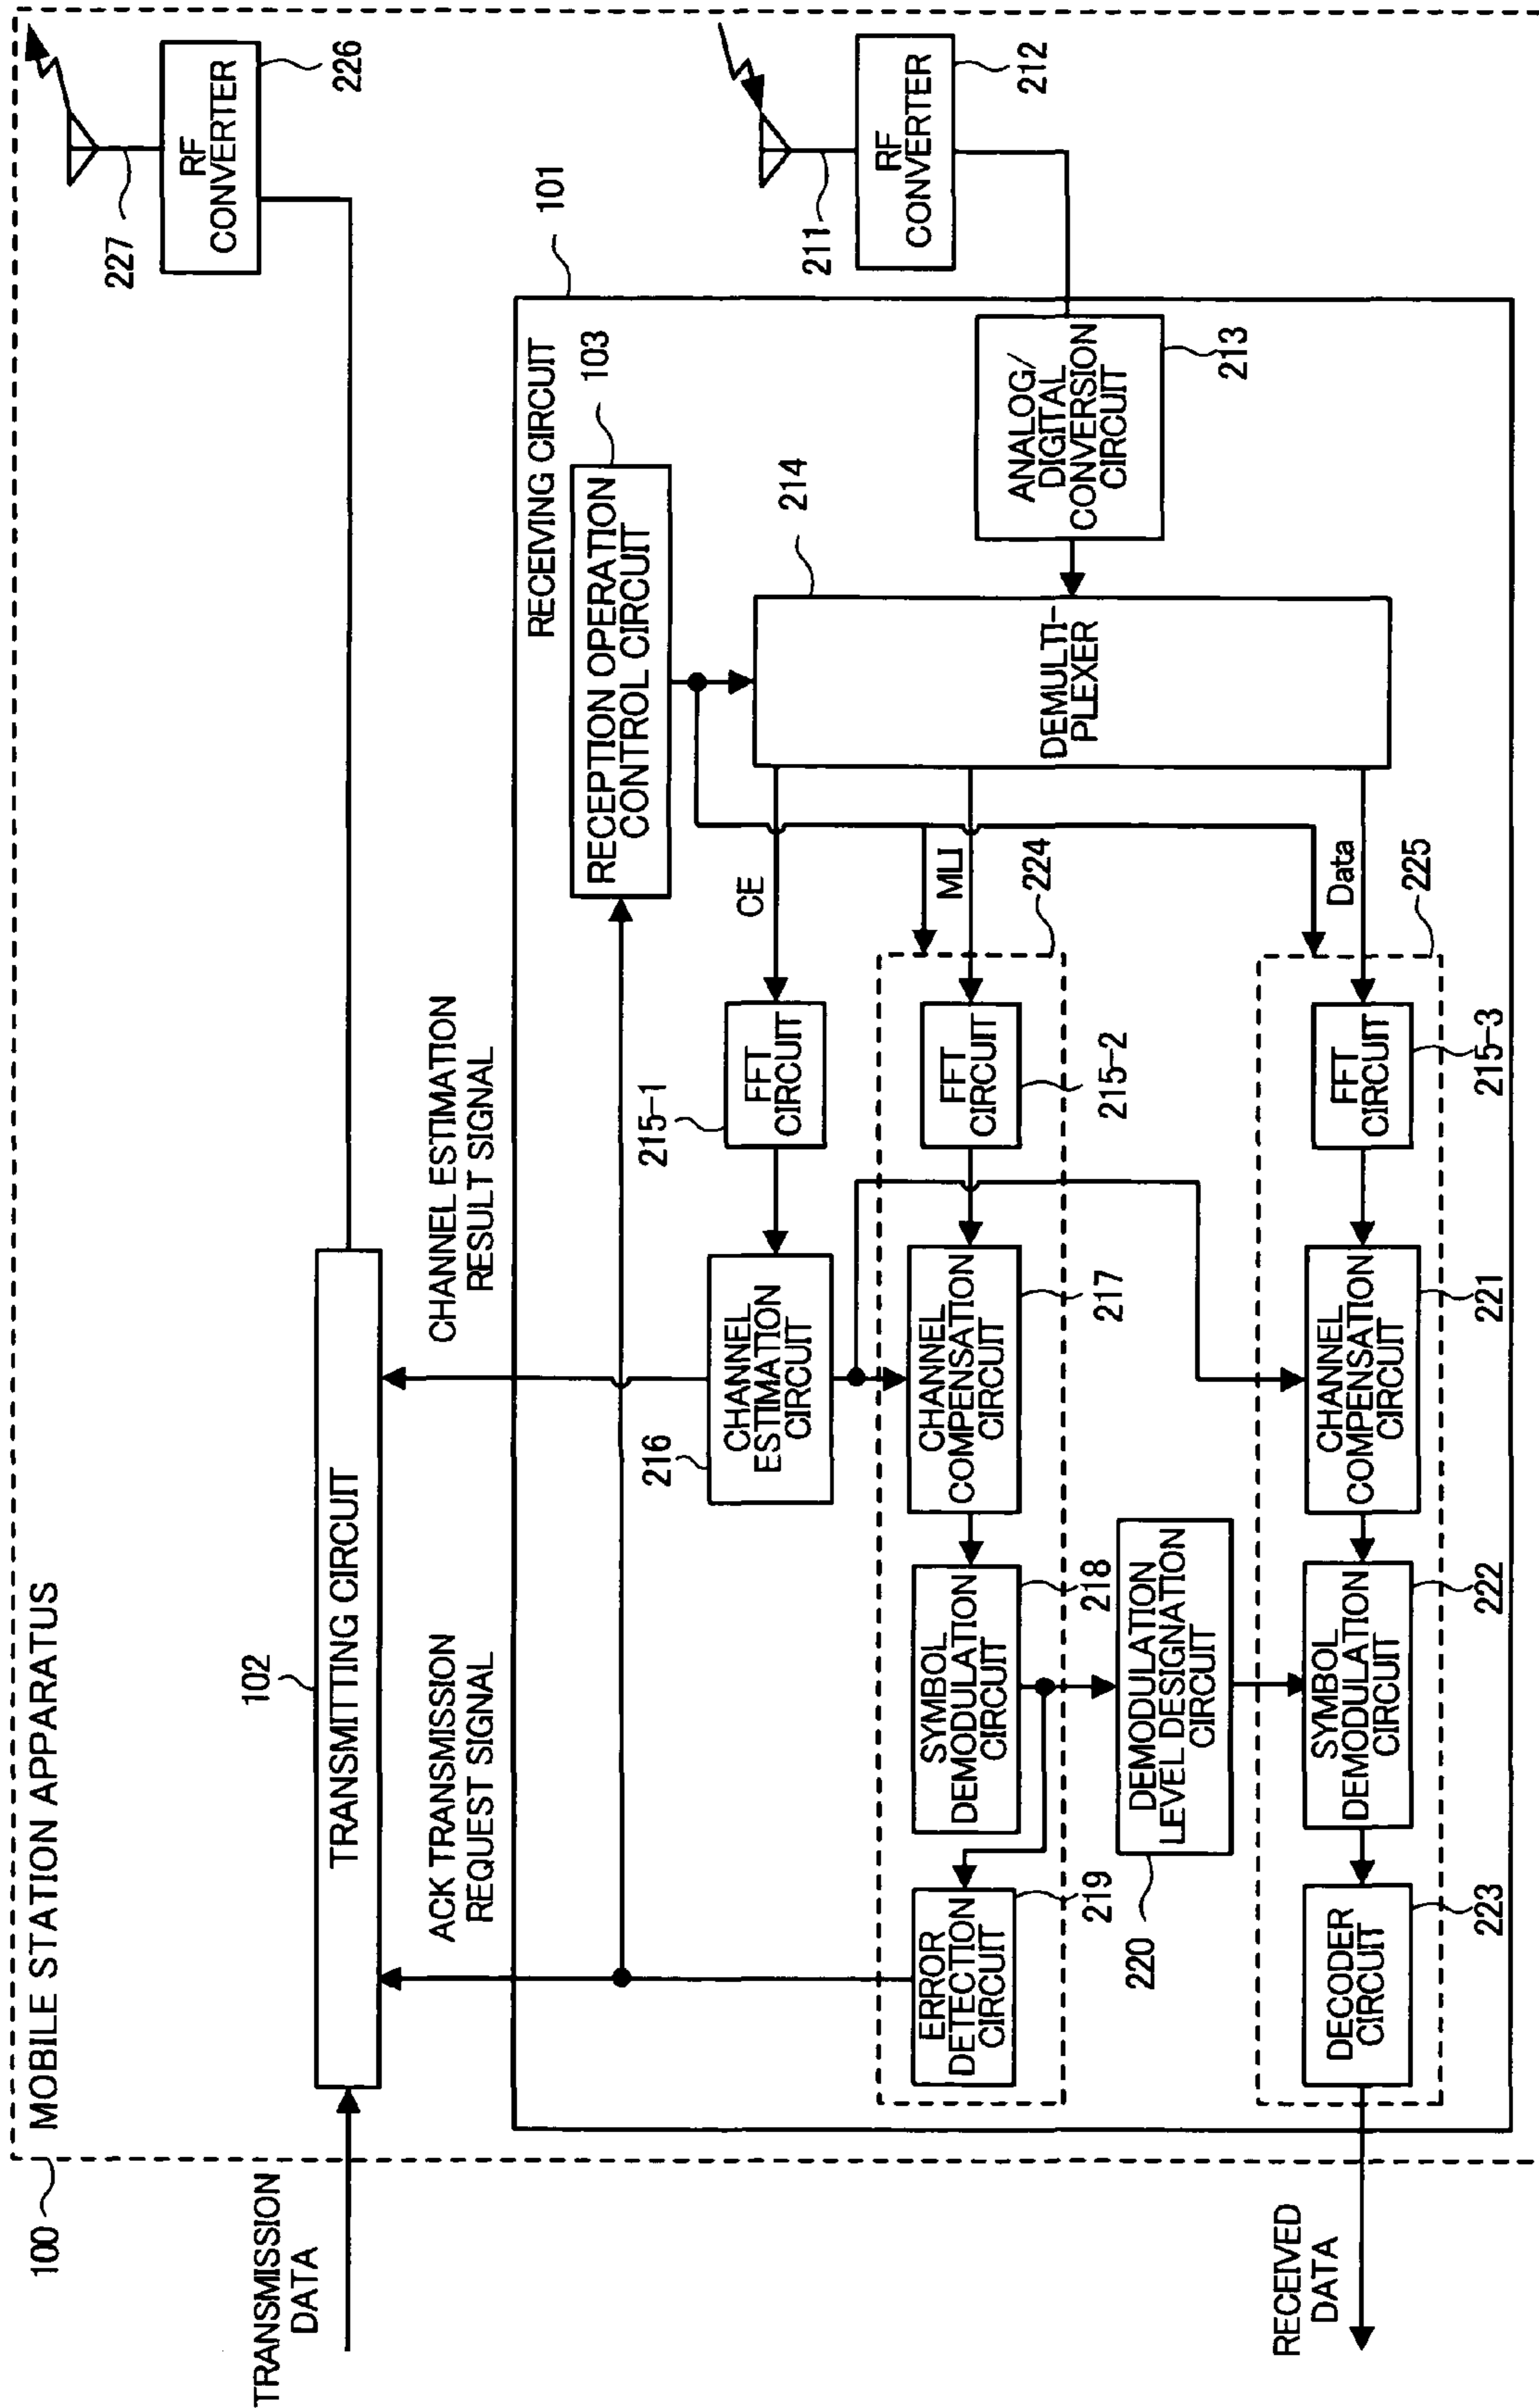 100
MOBILE STATION APPARATUS
TRANSMISSION
DATA
102
TRANSMITTING CIRCUIT
227
RF
CONVERTER
226
ACK TRANSMISSION
REQUEST SIGNAL
CHANNEL ESTIMATION
RESULT SIGNAL
RECEIVING CIRCUIT
101
RECEPTION OPERATION
CONTROL CIRCUIT
103
216
CHANNEL
ESTIMATION
CIRCUIT
215-1
FFT
CIRCUIT
CE
214
DEMULTI-
PLEXER
211
RF
CONVERTER
212
ERROR
DETECTION
CIRCUIT
219
SYMBOL
DEMODULATION
CIRCUIT
218
CHANNEL
COMPENSATION
CIRCUIT
217
FFT
CIRCUIT
215-2
MLI
224
ANALOG/
DIGITAL
CONVERSION
CIRCUIT
213
220
DEMODULATION
LEVEL DESIGNATION
CIRCUIT
RECEIVED
DATA
DECODER
CIRCUIT
223
SYMBOL
DEMODULATION
CIRCUIT
222
CHANNEL
COMPENSATION
CIRCUIT
221
FFT
CIRCUIT
215-3
Data
225